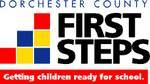 DORCHESTER COUNTY
FIRST
STEPS
Getting children ready for school.